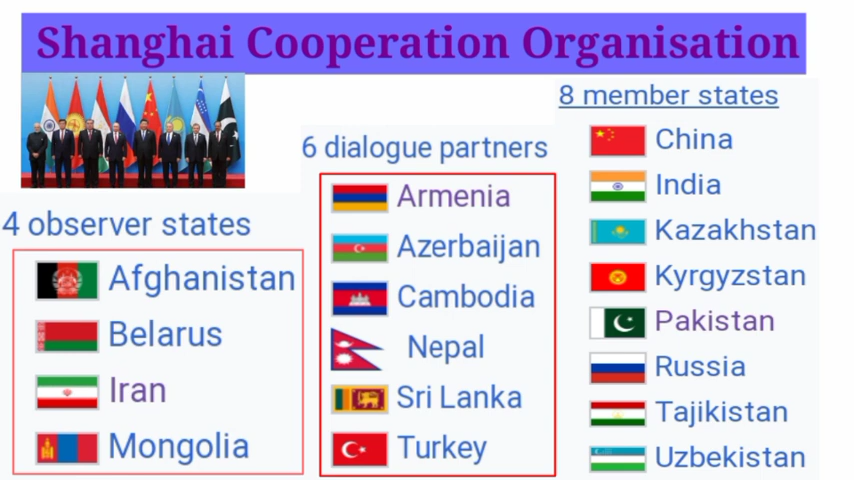 Shanghai Cooperation Organisation
4 observer states
Afghanistan
Belarus
Iran
Mongolia
6 dialogue partners
Armenia
Azerbaijan
Cambodia
Nepal
Sri Lanka
Turkey
8 member states
China
India
Kazakhstan
Kyrgyzstan
Pakistan
Russia
Tajikistan
Uzbekistan